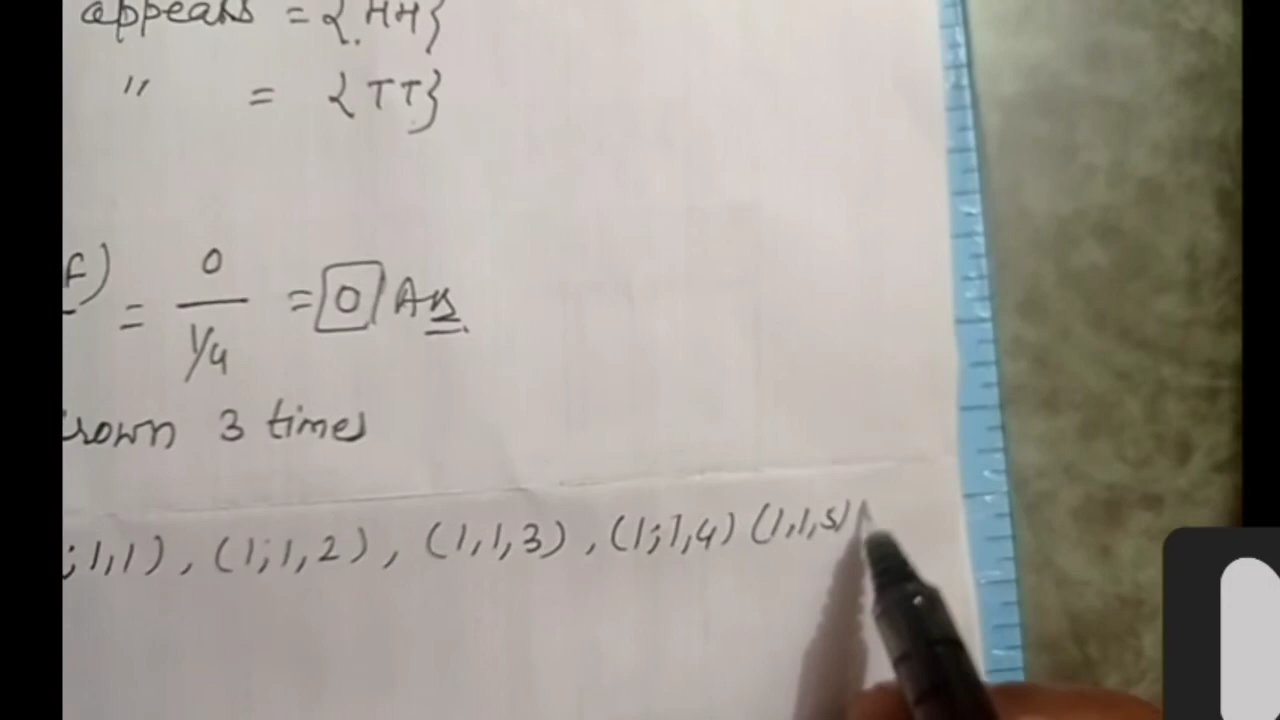 appears = {HH}
" = {TT}
F) = 0 / 1/4 = 0 Ans
rown 3 times
;1,1), (1;1,2), (1,1,3), (1;1,4) (1,1,5)